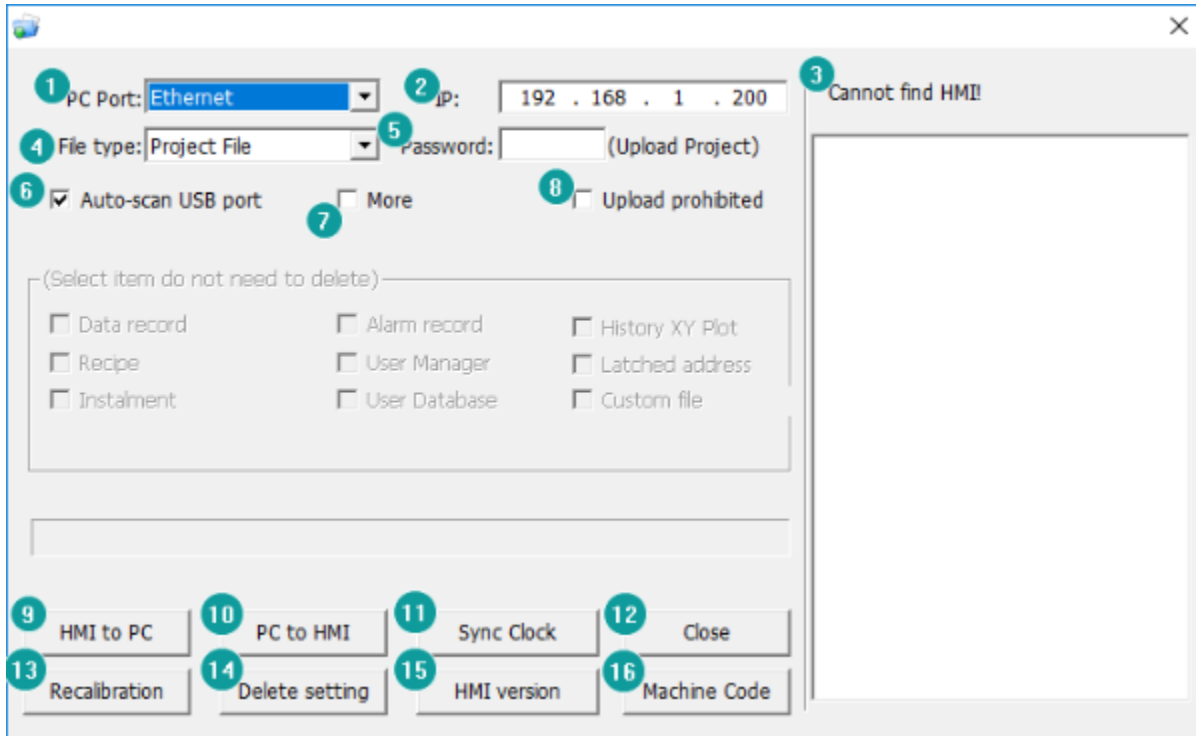 1 PC Port: Ethernet 2 IP: 192 . 168 . 1 . 200 3 Cannot find HMI!
4 File type: Project File 5 Password: (Upload Project)
6 Auto-scan USB port 7 More 8 Upload prohibited
(Select item do not need to delete)
Data record Alarm record History XY Plot
Recipe User Manager Latched address
Instalment User Database Custom file
9 HMI to PC 10 PC to HMI 11 Sync Clock 12 Close
13 Recalibration 14 Delete setting 15 HMI version 16 Machine Code